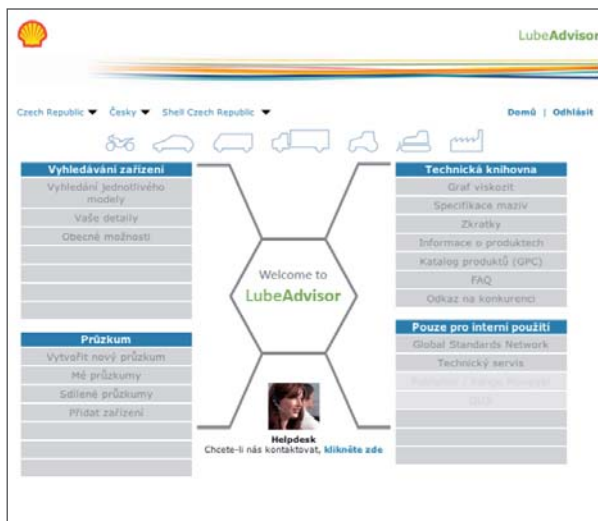 LubeAdvisor
Czech Republic ▼ Česky ▼ Shell Czech Republic ▼
Domů | Odhlásit
Vyhledávání zařízení
Vyhledání jednotlivého
modely
Vaše detaily
Obecné možnosti
Průzkum
Vytvořit nový průzkum
Mé průzkumy
Sdílené průzkumy
Přidat zařízení
Welcome to
LubeAdvisor
Helpdesk
Chcete-li nás kontaktovat, klikněte zde
Technická knihovna
Graf viskozit
Specifikace maziv
Zkratky
Informace o produktech
Katalog produktů (GPC)
FAQ
Odkaz na konkurenci
Pouze pro interní použití
Global Standards Network
Technický servis